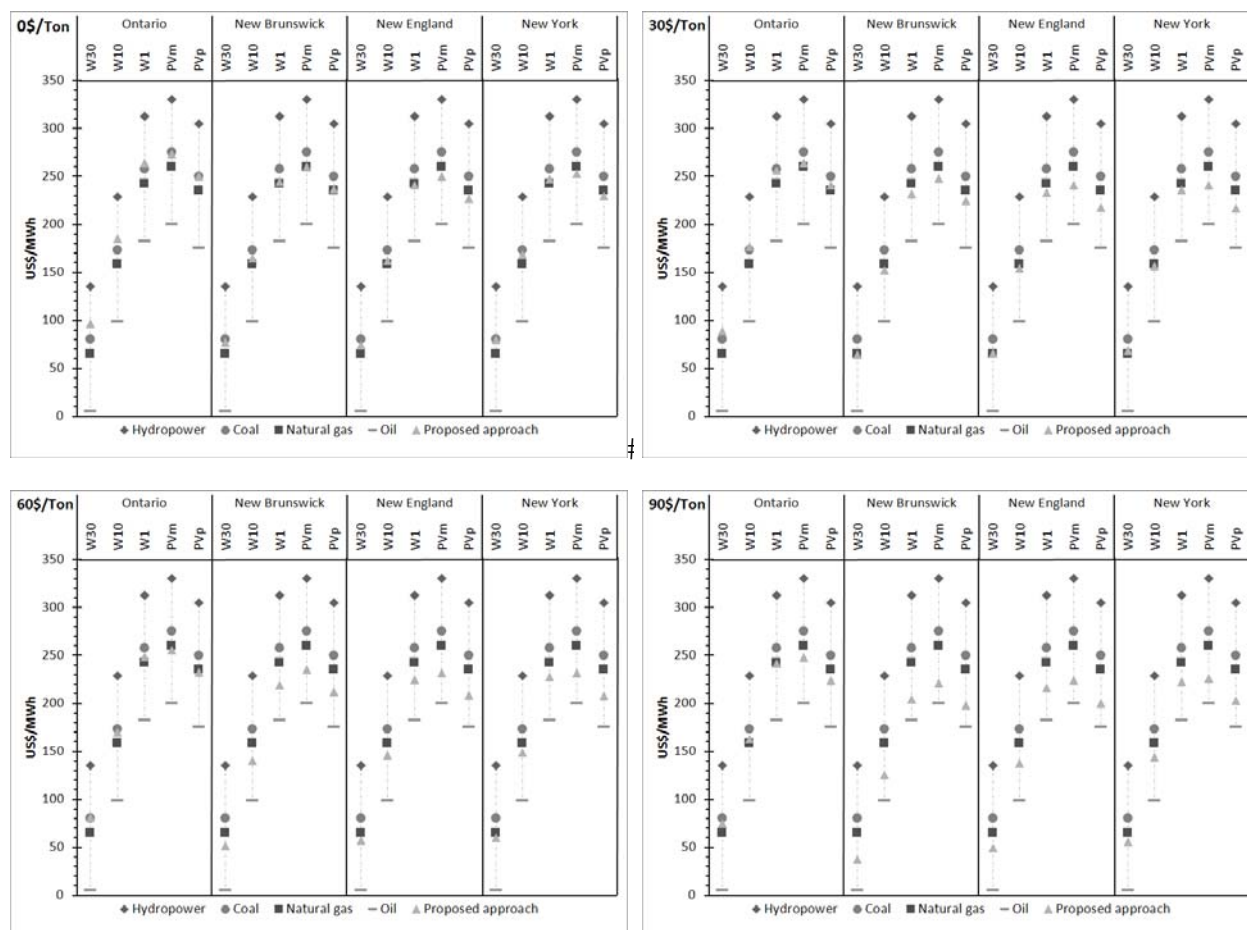 0$/Ton Ontario New Brunswick New England New York
W30 W10 W1 PVm PVp W30 W10 W1 PVm PVp W30 W10 W1 PVm PVp W30 W10 W1 PVm PVp
350
300
250
200
150
100
50
0
US$/MWh
Hydropower Coal Natural gas Oil Proposed approach
30$/Ton Ontario New Brunswick New England New York
W30 W10 W1 PVm PVp W30 W10 W1 PVm PVp W30 W10 W1 PVm PVp W30 W10 W1 PVm PVp
350
300
250
200
150
100
50
0
US$/MWh
Hydropower Coal Natural gas Oil Proposed approach
60$/Ton Ontario New Brunswick New England New York
W30 W10 W1 PVm PVp W30 W10 W1 PVm PVp W30 W10 W1 PVm PVp W30 W10 W1 PVm PVp
350
300
250
200
150
100
50
0
US$/MWh
Hydropower Coal Natural gas Oil Proposed approach
90$/Ton Ontario New Brunswick New England New York
W30 W10 W1 PVm PVp W30 W10 W1 PVm PVp W30 W10 W1 PVm PVp W30 W10 W1 PVm PVp
350
300
250
200
150
100
50
0
US$/MWh
Hydropower Coal Natural gas Oil Proposed approach